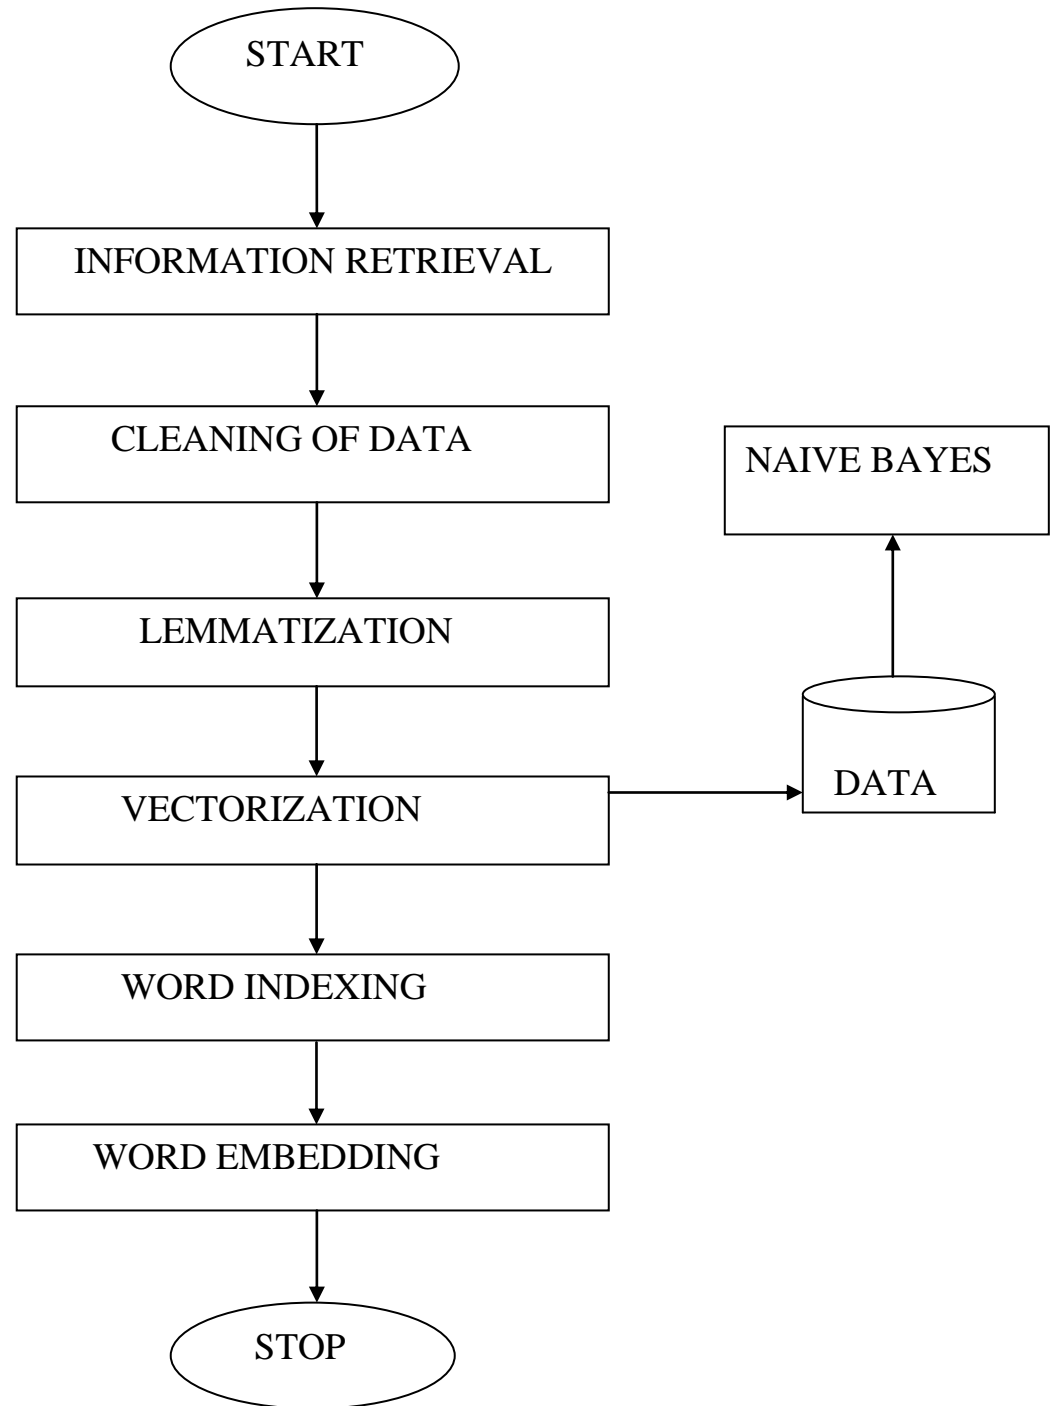 START
INFORMATION RETRIEVAL
CLEANING OF DATA
NAIVE BAYES
LEMMATIZATION
DATA
VECTORIZATION
WORD INDEXING
WORD EMBEDDING
STOP